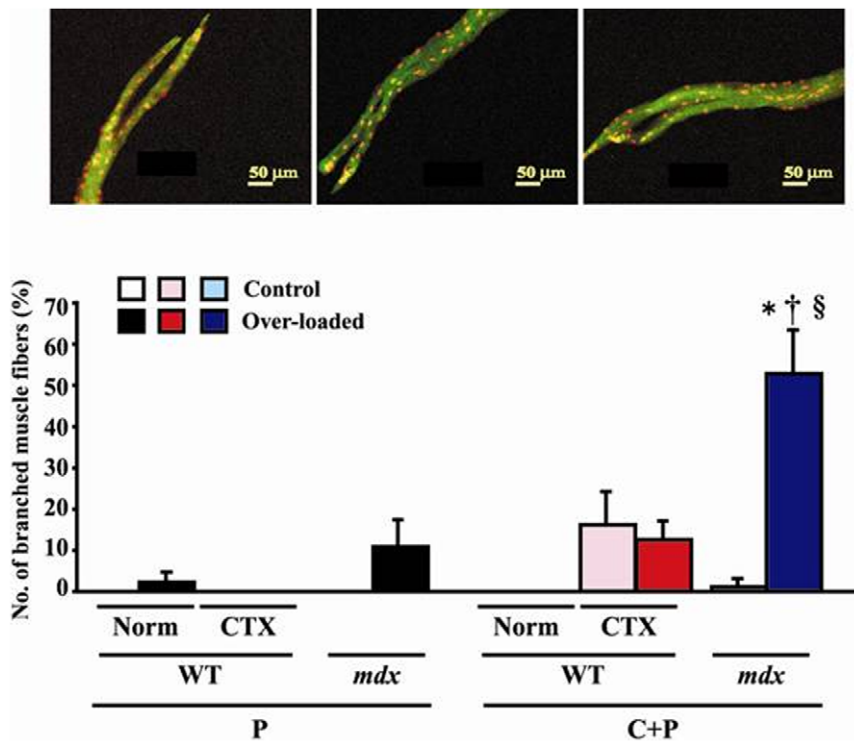 50 μm
50 μm
50 μm
No. of branched muscle fibers (%)
Control
Over-loaded
70
60
50
40
30
20
10
0
* † §
Norm CTX Norm CTX
WT mdx WT mdx
P C+P